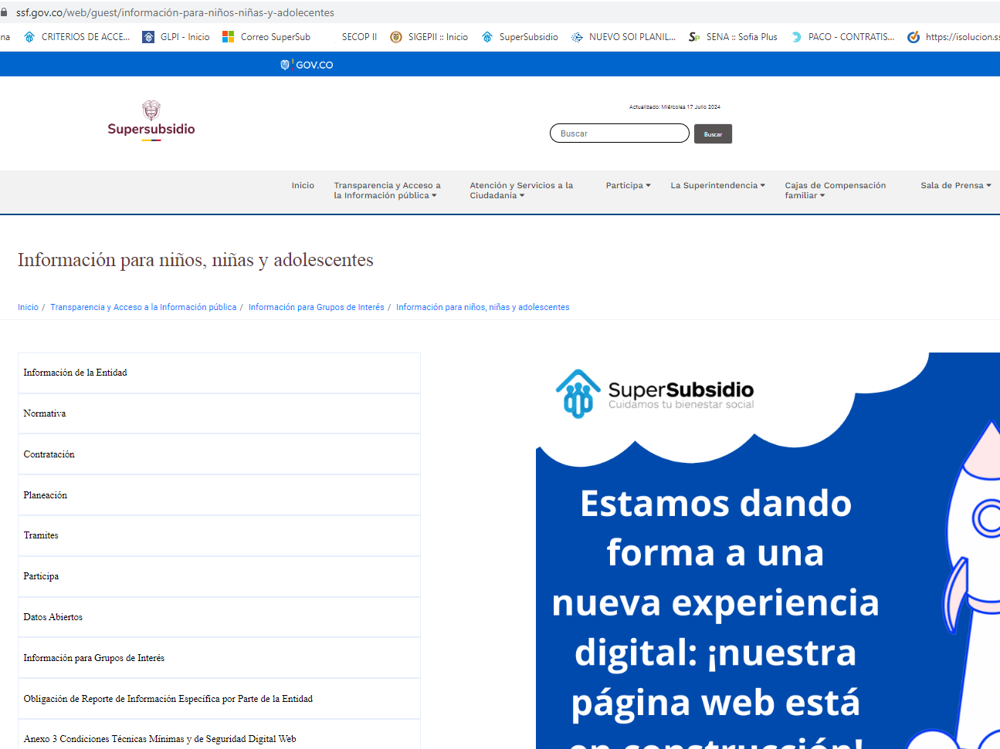 ssf.gov.co/web/guest/información-para-niños-niñas-y-adolecentes
na CRITERIOS DE ACCE... GLPI - Inicio Correo SuperSub SECOP II SIGEPII :: Inicio SuperSubsidio NUEVO SOI PLANIL... SENA :: Sofia Plus PACO - CONTRATIS... https://isolucion.ss
GOV.CO
Actualizado: Miércoles 17 Julio 2024
Supersubsidio
Buscar Buscar
Inicio
Transparencia y Acceso a
la Información pública
Atención y Servicios a la
Ciudadanía
Participa
La Superintendencia
Cajas de Compensación
familiar
Sala de Prensa
Información para niños, niñas y adolescentes
Inicio / Transparencia y Acceso a la Información pública / Información para Grupos de Interés / Información para niños, niñas y adolescentes
Información de la Entidad
Normativa
Contratación
Planeación
Tramites
Participa
Datos Abiertos
Información para Grupos de Interés
Obligación de Reporte de Información Específica por Parte de la Entidad
Anexo 3 Condiciones Técnicas Mínimas y de Seguridad Digital Web
SuperSubsidio
Cuidamos tu bienestar social
Estamos dando
forma a una
nueva experiencia
digital: ¡nuestra
página web está
en construcción!